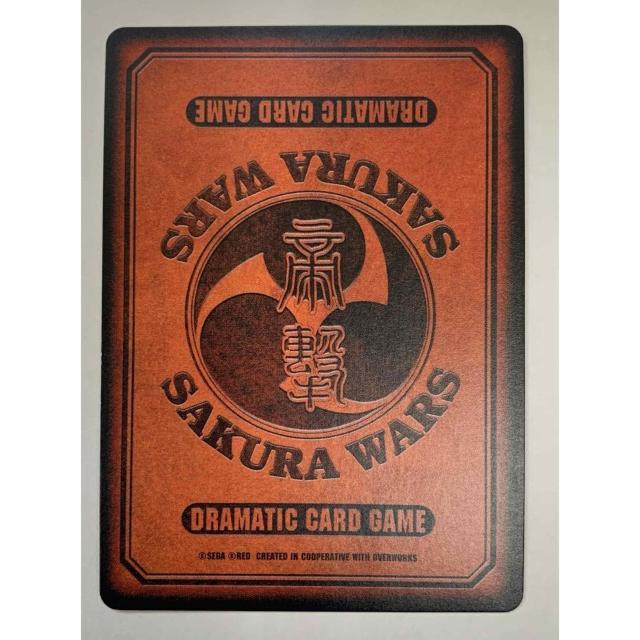 DRAMATIC CARD GAME
SAKURA WARS
帝
撃
SAKURA WARS
DRAMATIC CARD GAME
©SEGA ©RED CREATED IN COOPERATIVE WITH OVERWORKS